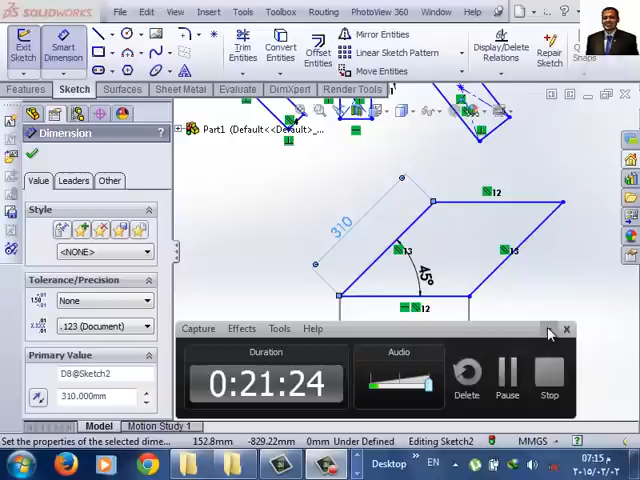 SOLIDWORKS
File
Edit
View
Insert
Tools
Toolbox
Routing
PhotoView 360
Window
Help
Exit Sketch
Smart Dimension
Trim Entities
Convert Entities
Offset Entities
Mirror Entities
Linear Sketch Pattern
Move Entities
Display/Delete Relations
Repair Sketch
Features
Sketch
Surfaces
Sheet Metal
Evaluate
DimXpert
Render Tools
Part1 (Default<<Default>_...
Dimension
?
Value
Leaders
Other
Style
<NONE>
Tolerance/Precision
None
.123 (Document)
Primary Value
D8@Sketch2
310.000mm
12
310
13
13
45°
12
Capture
Effects
Tools
Help
Duration
0:21:24
Audio
Delete
Pause
Stop
Model
Motion Study 1
Set the properties of the selected dime...
152.8mm
-829.22mm
0mm
Under Defined
Editing Sketch2
MMGS
?
Desktop
EN
07:15 م
٢٠١٥/٠٢/٠٢